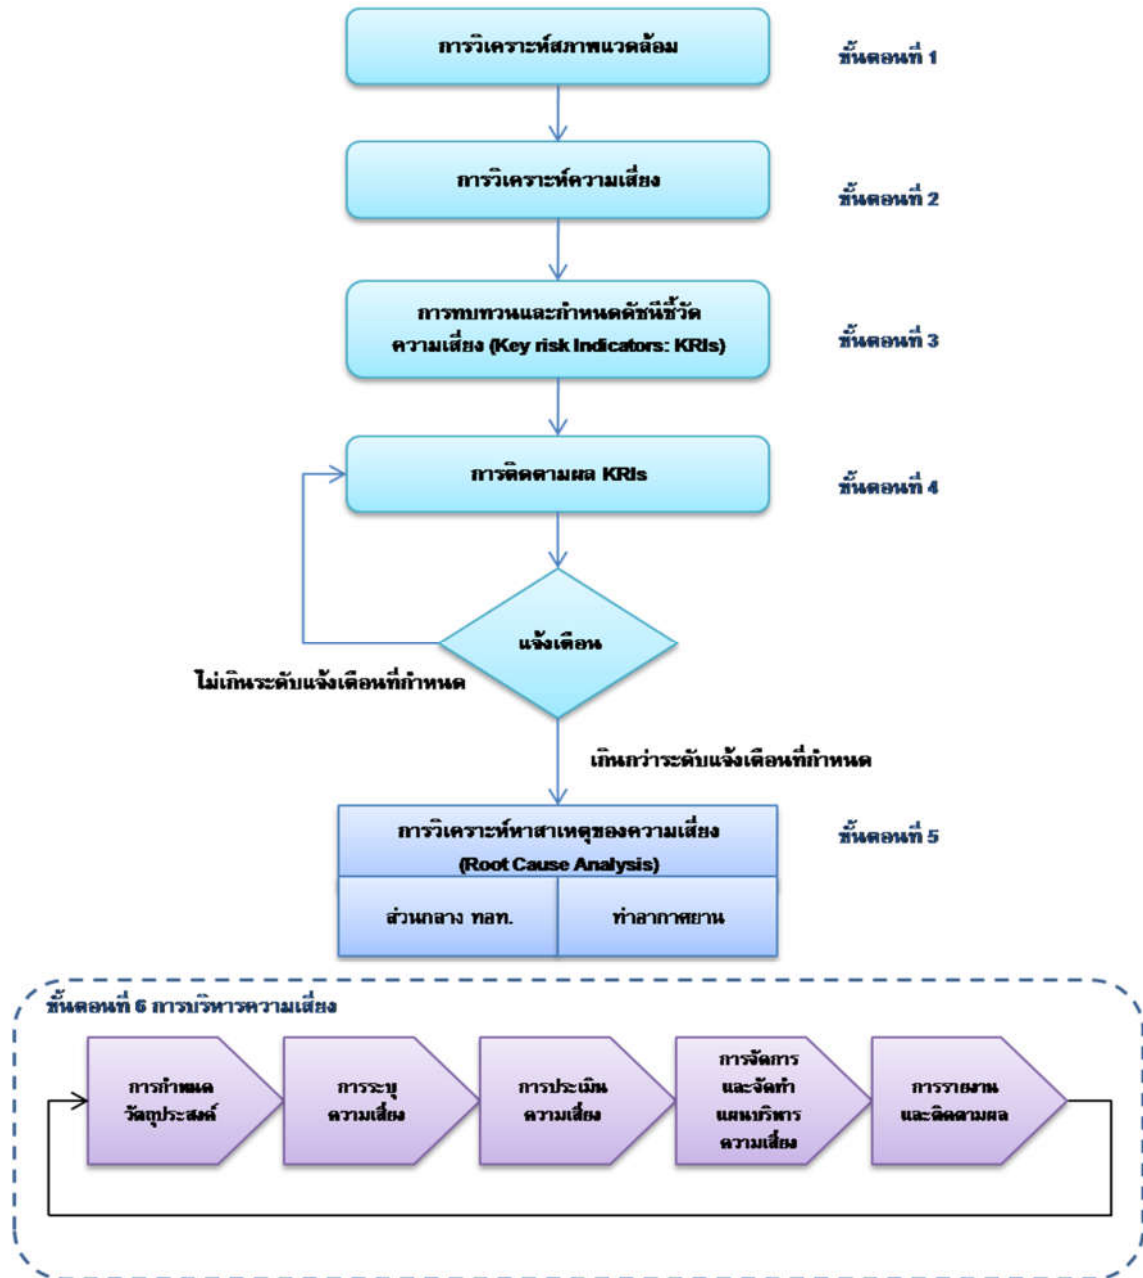 การวิเคราะห์สภาพแวดล้อม
ขั้นตอนที่ 1
การวิเคราะห์ความเสี่ยง
ขั้นตอนที่ 2
การทบทวนและกำหนดดัชนีชี้วัด
ความเสี่ยง (Key risk Indicators: KRIs)
ขั้นตอนที่ 3
การติดตามผล KRIs
ขั้นตอนที่ 4
แจ้งเตือน
ไม่เกินระดับแจ้งเตือนที่กำหนด
เกินกว่าระดับแจ้งเตือนที่กำหนด
การวิเคราะห์หาสาเหตุของความเสี่ยง
(Root Cause Analysis)
ขั้นตอนที่ 5
ส่วนกลาง ทอท.
ท่าอากาศยาน
ขั้นตอนที่ 6 การบริหารความเสี่ยง
การกำหนด
วัตถุประสงค์
การระบุ
ความเสี่ยง
การประเมิน
ความเสี่ยง
การจัดการ
และจัดทำ
แผนบริหาร
ความเสี่ยง
การรายงาน
และติดตามผล